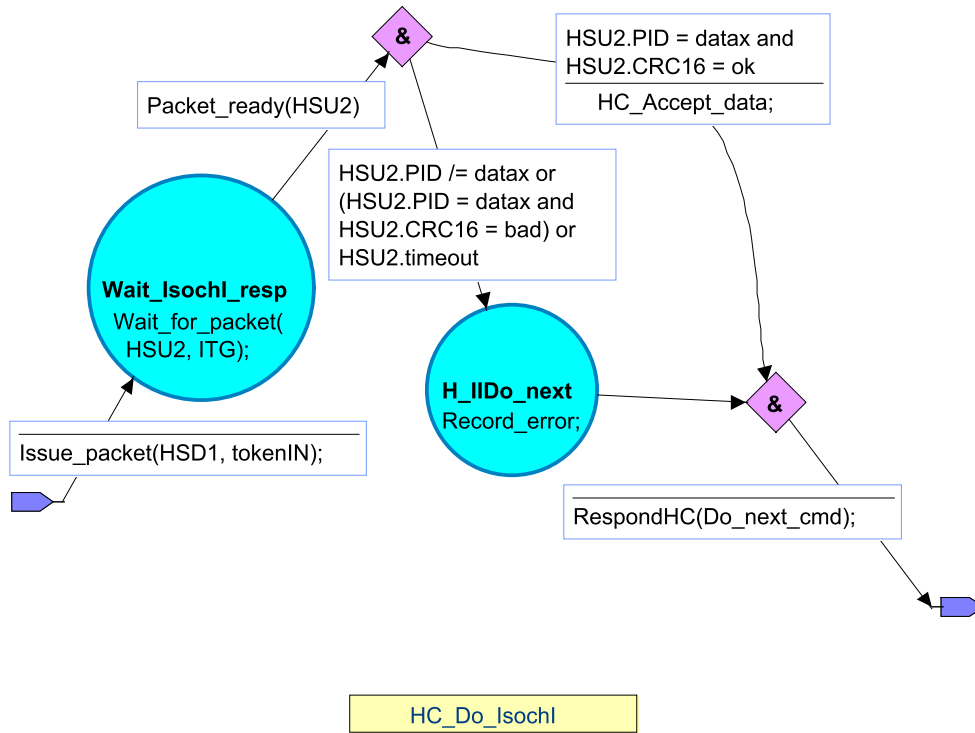 &
HSU2.PID = datax and
HSU2.CRC16 = ok
HC_Accept_data;
Packet_ready(HSU2)
HSU2.PID /= datax or
(HSU2.PID = datax and
HSU2.CRC16 = bad) or
HSU2.timeout
Wait_IsochI_resp
Wait_for_packet(
HSU2, ITG);
H_IIDo_next
Record_error;
&
Issue_packet(HSD1, tokenIN);
RespondHC(Do_next_cmd);
HC_Do_IsochI